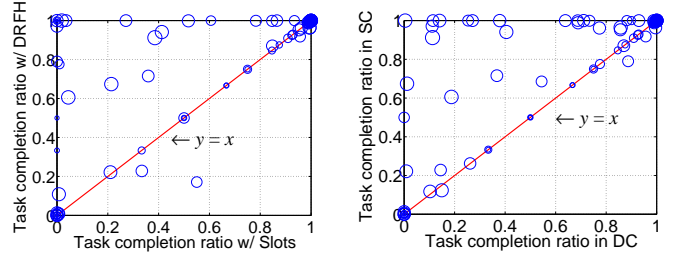 Task completion ratio w/ DRFH
1
0.8
0.6
0.4
0.2
0
← y = x
0 0.2 0.4 0.6 0.8 1
Task completion ratio w/ Slots
Task completion ratio in SC
1
0.8
0.6
0.4
0.2
0
← y = x
0 0.2 0.4 0.6 0.8 1
Task completion ratio in DC